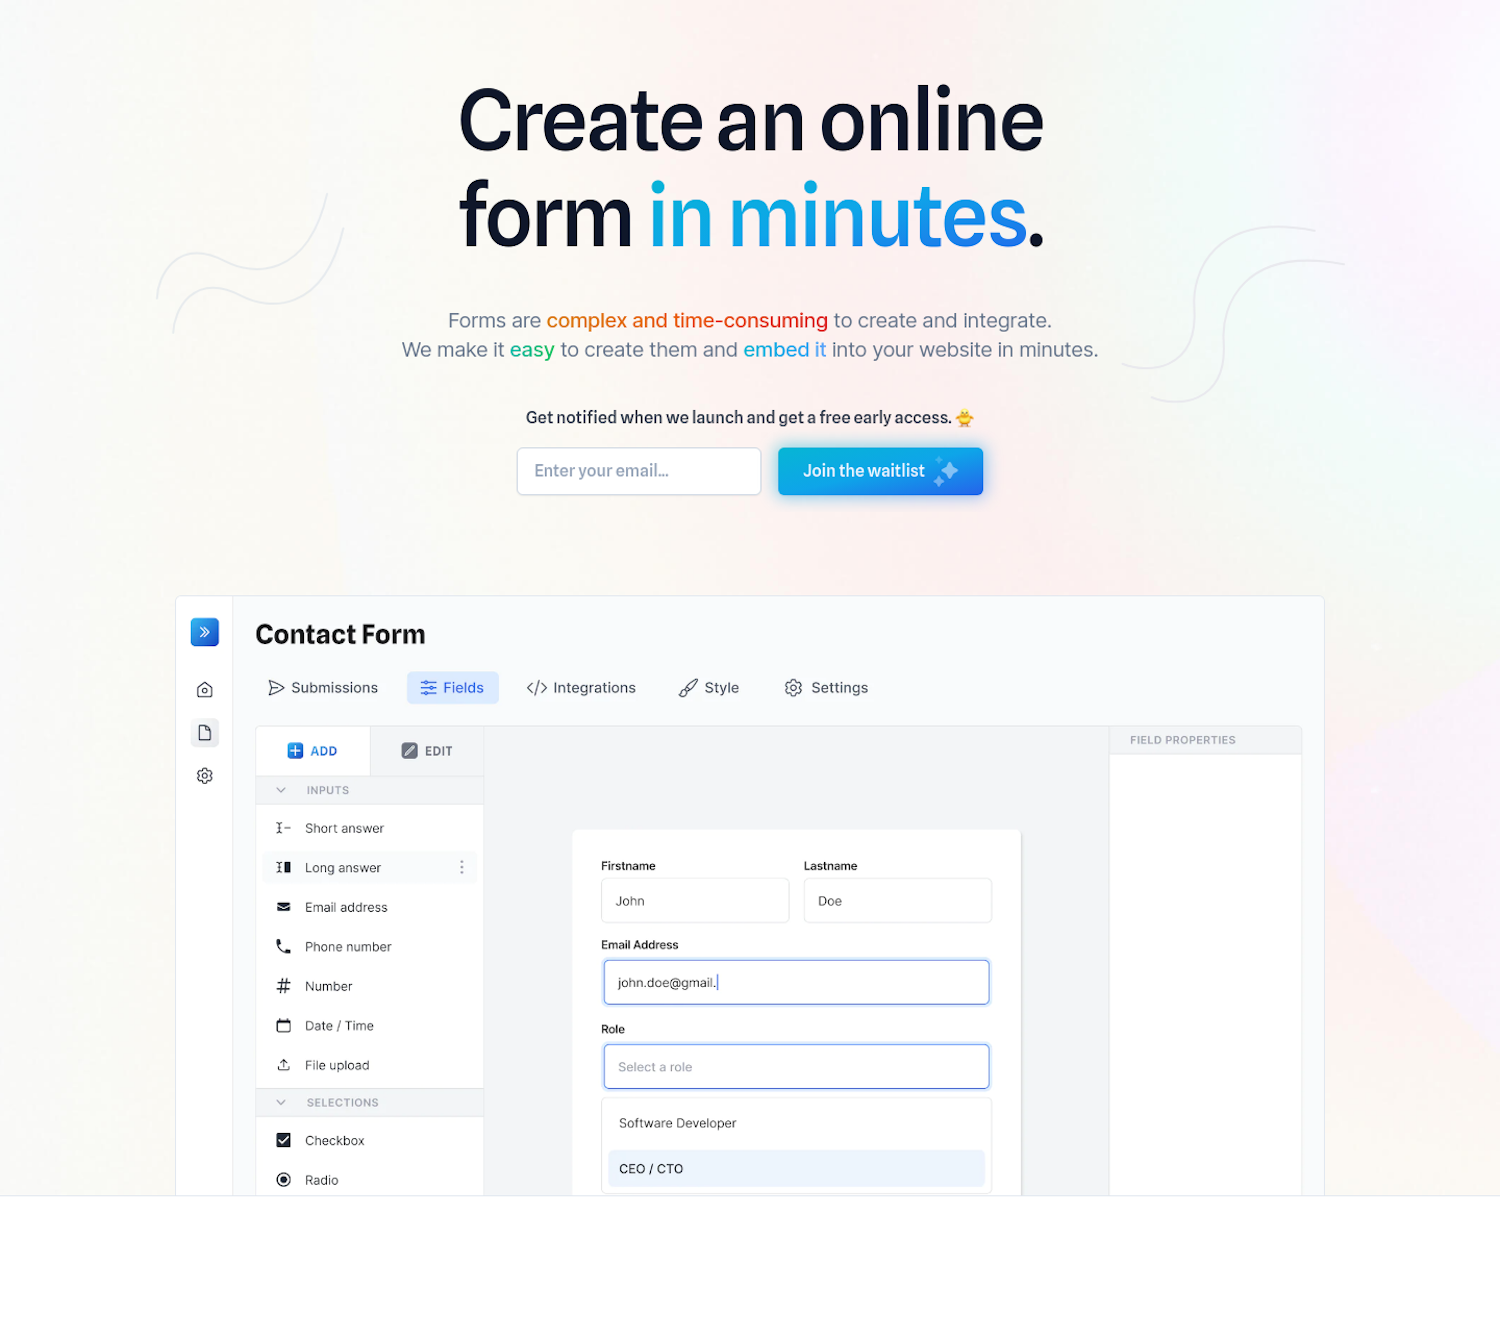 Create an online
form in minutes.
Forms are complex and time-consuming to create and integrate.
We make it easy to create them and embed it into your website in minutes.
Get notified when we launch and get a free early access. 🐥
Enter your email...
Join the waitlist
Contact Form
Submissions
Fields
Integrations
Style
Settings
ADD
EDIT
INPUTS
Short answer
Long answer
Email address
Phone number
Number
Date / Time
File upload
SELECTIONS
Checkbox
Radio
Firstname
Lastname
John
Doe
Email Address
john.doe@gmail.
Role
Select a role
Software Developer
CEO / CTO
FIELD PROPERTIES